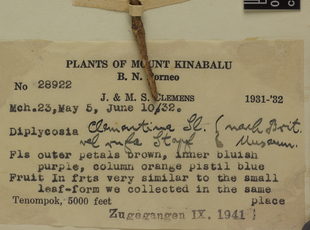 PLANTS OF MOUNT KINABALU
B. N. Borneo
No 28922
J. & M. S. Clemens 1931-'32
Mch.23, May 5, June 10/32.
Diplycosia Clementium Sl. { nach Brit.
vel rufa Stapf Museum.
Fls outer petals brown, inner bluish
purple, column orange pistil blue
Fruit In frts very similar to the small
leaf-form we collected in the same
Tenompok, 5000 feet place
Zugegangen IX. 1941